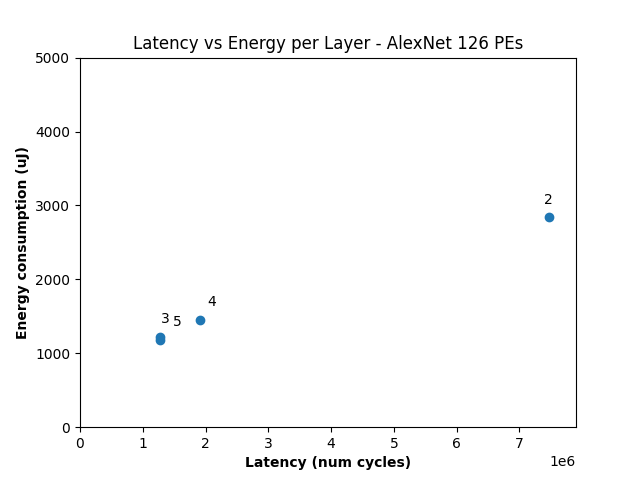 Latency vs Energy per Layer - AlexNet 126 PEs
5000
4000
3000
2000
1000
0
Energy consumption (uJ)
2
4
3
5
0 1 2 3 4 5 6 7
1e6
Latency (num cycles)